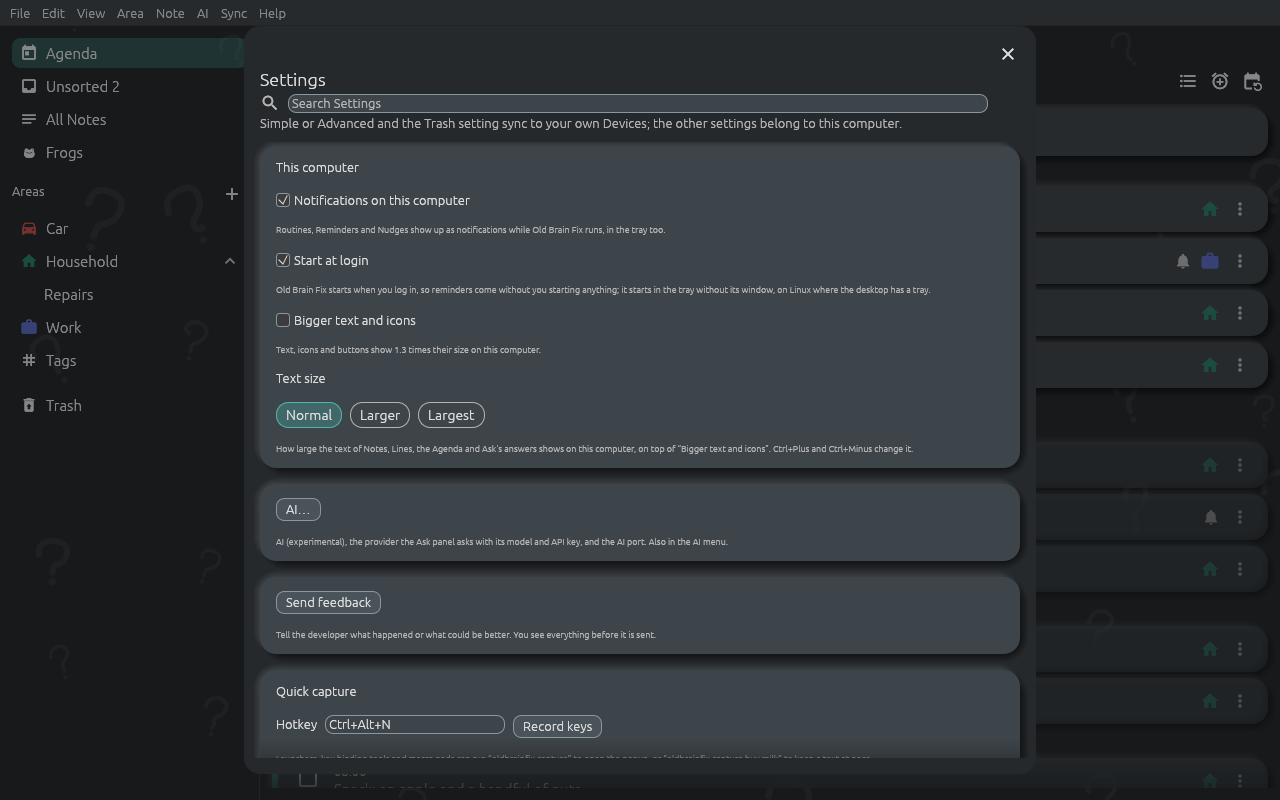 File Edit View Area Note AI Sync Help
Agenda
Unsorted 2
All Notes
Frogs
Areas
Car
Household
Repairs
Work
Tags
Trash
Settings
Search Settings
Simple or Advanced and the Trash setting sync to your own Devices; the other settings belong to this computer.
This computer
Notifications on this computer
Routines, Reminders and Nudges show up as notifications while Old Brain Fix runs, in the tray too.
Start at login
Old Brain Fix starts when you log in, so reminders come without you starting anything; it starts in the tray without its window, on Linux where the desktop has a tray.
Bigger text and icons
Text, icons and buttons show 1.3 times their size on this computer.
Text size
Normal Larger Largest
How large the text of Notes, Lines, the Agenda and Ask's answers shows on this computer, on top of "Bigger text and icons". Ctrl+Plus and Ctrl+Minus change it.
AI...
AI (experimental), the provider the Ask panel asks with its model and API key, and the AI port. Also in the AI menu.
Send feedback
Tell the developer what happened or what could be better. You see everything before it is sent.
Quick capture
Hotkey Ctrl+Alt+N Record keys